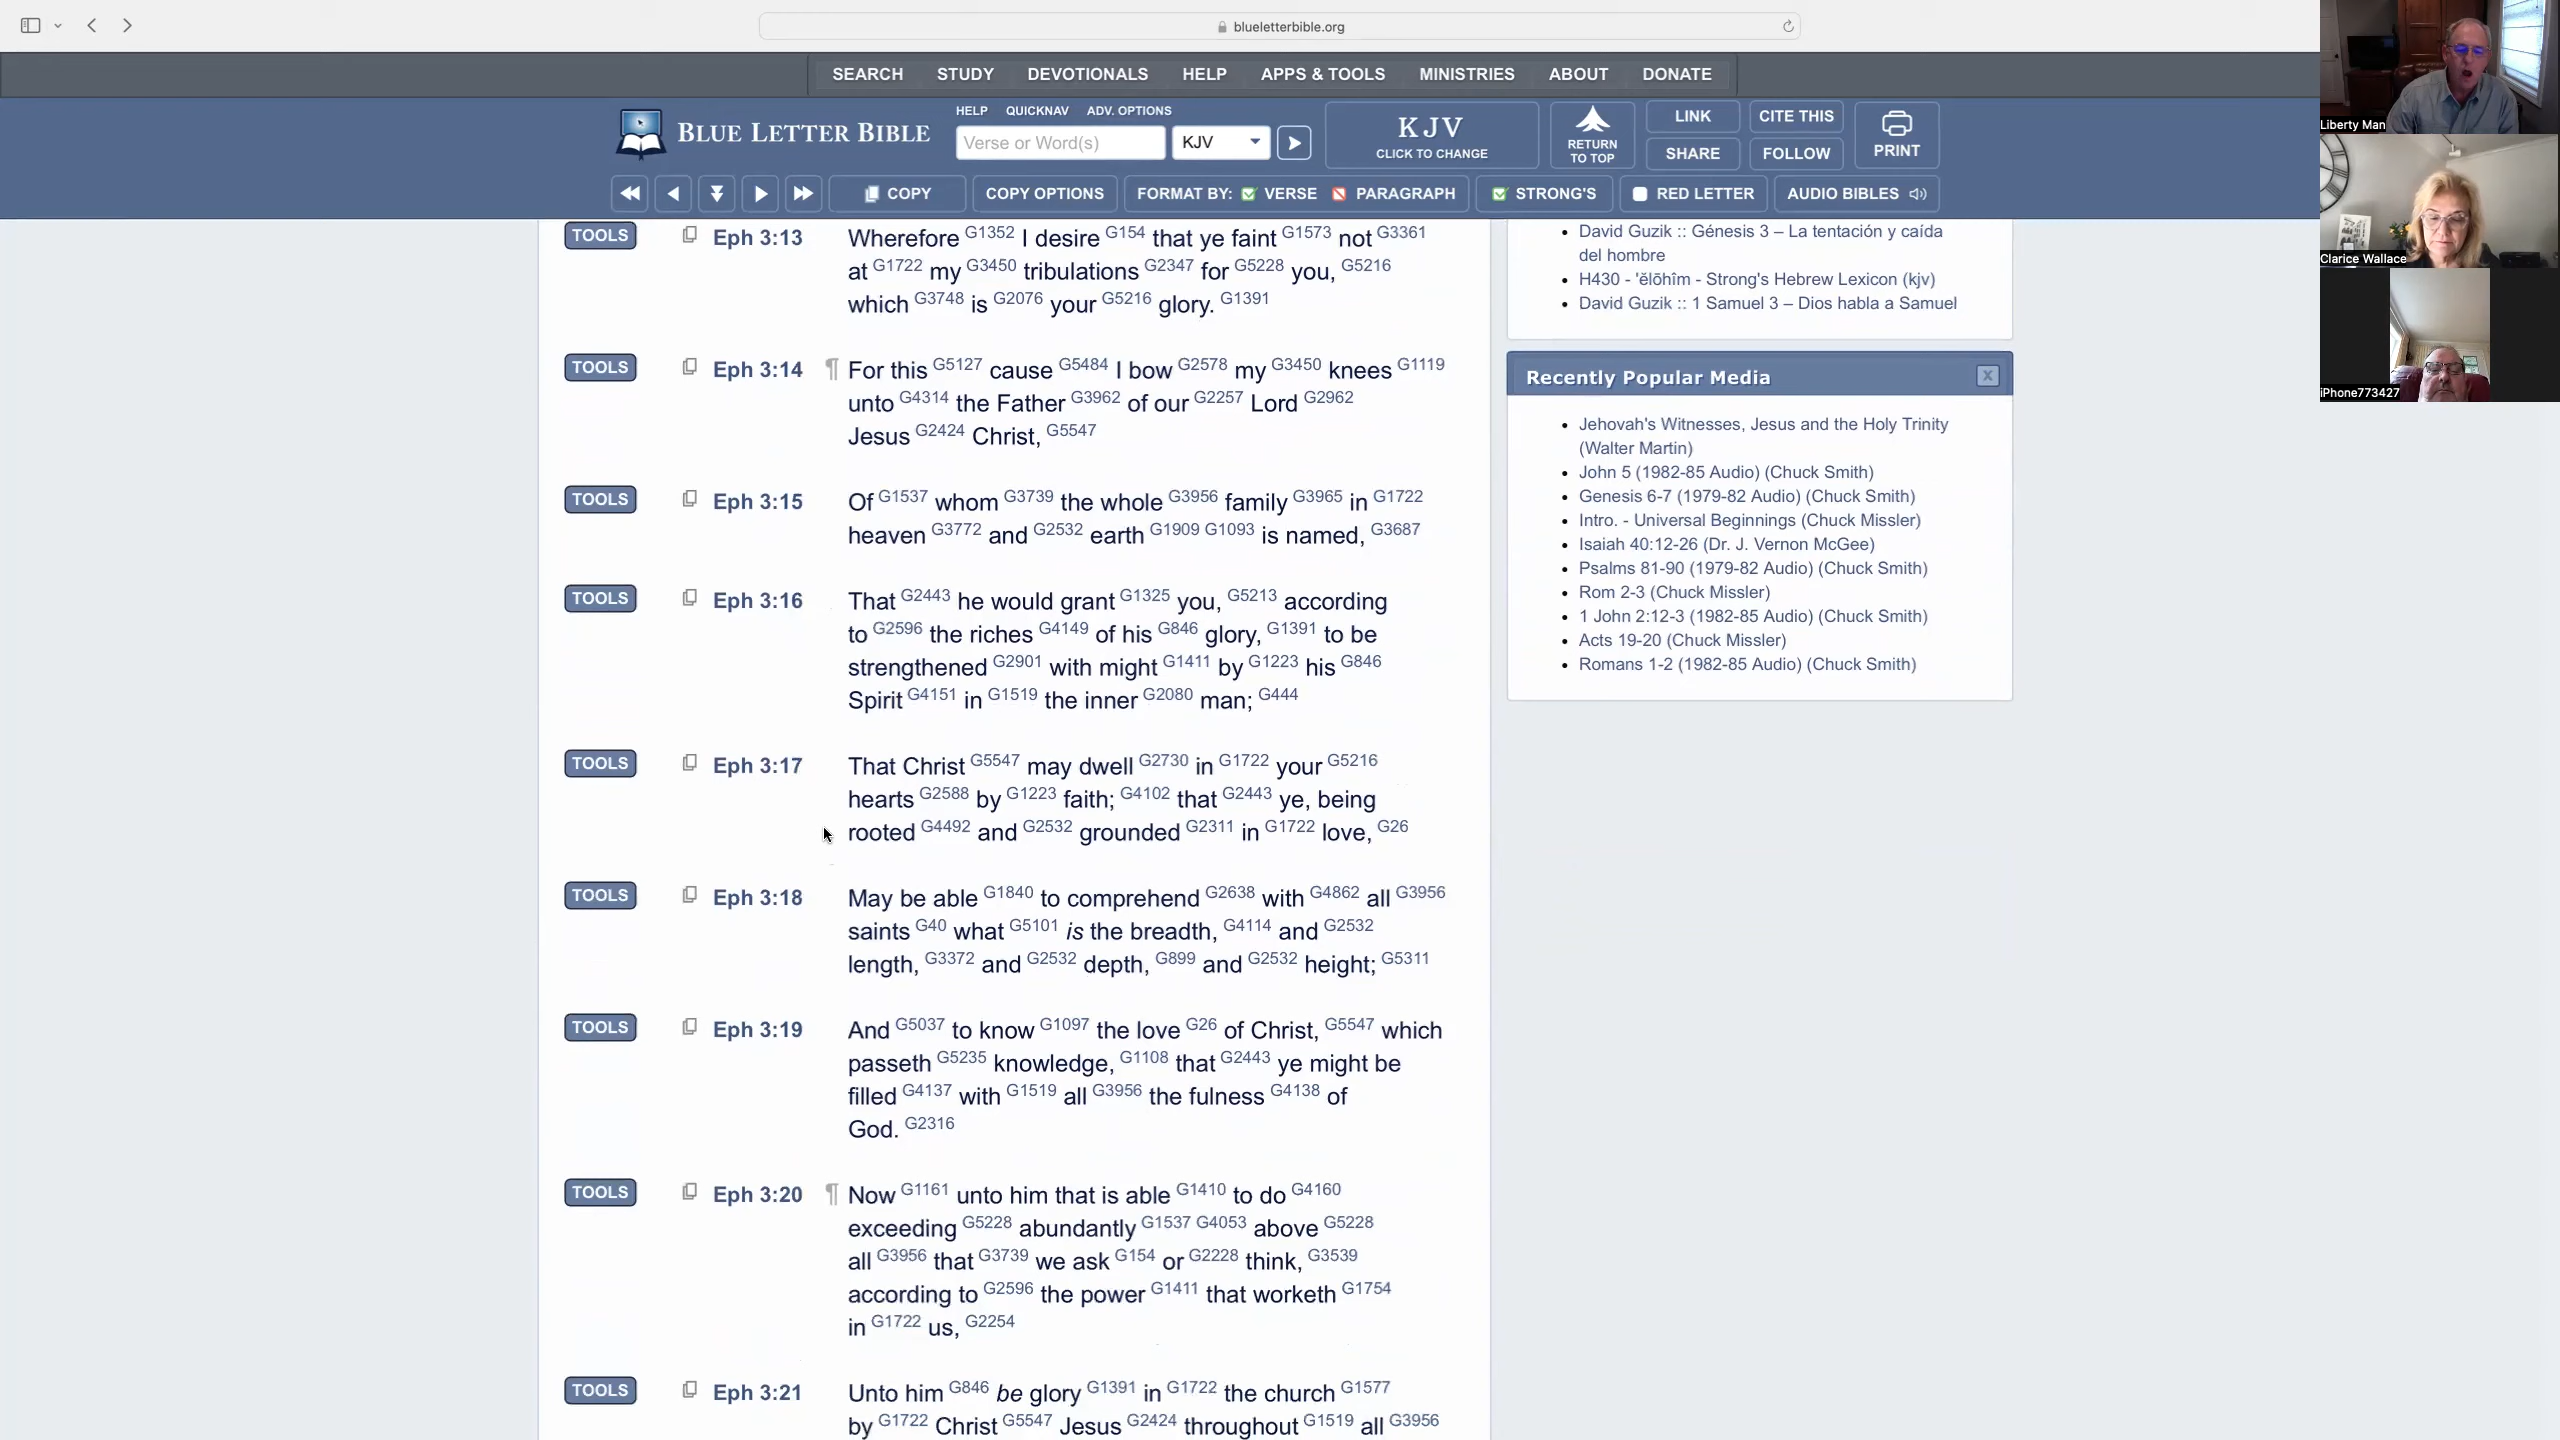 blueletterbible.org
SEARCH STUDY DEVOTIONALS HELP APPS & TOOLS MINISTRIES ABOUT DONATE
BLUE LETTER BIBLE
HELP QUICKNAV ADV. OPTIONS
Verse or Word(s) KJV
KJV
CLICK TO CHANGE
RETURN
TO TOP
LINK CITE THIS
SHARE FOLLOW
PRINT
COPY COPY OPTIONS FORMAT BY: VERSE PARAGRAPH STRONG'S RED LETTER AUDIO BIBLES
TOOLS Eph 3:13 Wherefore G1352 I desire G154 that ye faint G1573 not G3361
at G1722 my G3450 tribulations G2347 for G5228 you, G5216
which G3748 is G2076 your G5216 glory. G1391
TOOLS Eph 3:14 ¶ For this G5127 cause G5484 I bow G2578 my G3450 knees G1119
unto G4314 the Father G3962 of our G2257 Lord G2962
Jesus G2424 Christ, G5547
TOOLS Eph 3:15 Of G1537 whom G3739 the whole G3956 family G3965 in G1722
heaven G3772 and G2532 earth G1909 G1093 is named, G3687
TOOLS Eph 3:16 That G2443 he would grant G1325 you, G5213 according
to G2596 the riches G4149 of his G846 glory, G1391 to be
strengthened G2901 with might G1411 by G1223 his G846
Spirit G4151 in G1519 the inner G2080 man; G444
TOOLS Eph 3:17 That Christ G5547 may dwell G2730 in G1722 your G5216
hearts G2588 by G1223 faith; G4102 that G2443 ye, being
rooted G4492 and G2532 grounded G2311 in G1722 love, G26
TOOLS Eph 3:18 May be able G1840 to comprehend G2638 with G4862 all G3956
saints G40 what G5101 is the breadth, G4114 and G2532
length, G3372 and G2532 depth, G899 and G2532 height; G5311
TOOLS Eph 3:19 And G5037 to know G1097 the love G26 of Christ, G5547 which
passeth G5235 knowledge, G1108 that G2443 ye might be
filled G4137 with G1519 all G3956 the fulness G4138 of
God. G2316
TOOLS Eph 3:20 ¶ Now G1161 unto him that is able G1410 to do G4160
exceeding G5228 abundantly G1537 G4053 above G5228
all G3956 that G3739 we ask G154 or G2228 think, G3539
according to G2596 the power G1411 that worketh G1754
in G1722 us, G2254
TOOLS Eph 3:21 Unto him G846 be glory G1391 in G1722 the church G1577
by G1722 Christ G5547 Jesus G2424 throughout G1519 all G3956
David Guzik :: Génesis 3 – La tentación y caída
del hombre
H430 - 'ĕlōhîm - Strong's Hebrew Lexicon (kjv)
David Guzik :: 1 Samuel 3 – Dios habla a Samuel
Recently Popular Media X
Jehovah's Witnesses, Jesus and the Holy Trinity
(Walter Martin)
John 5 (1982-85 Audio) (Chuck Smith)
Genesis 6-7 (1979-82 Audio) (Chuck Smith)
Intro. - Universal Beginnings (Chuck Missler)
Isaiah 40:12-26 (Dr. J. Vernon McGee)
Psalms 81-90 (1979-82 Audio) (Chuck Smith)
Rom 2-3 (Chuck Missler)
1 John 2:12-3 (1982-85 Audio) (Chuck Smith)
Acts 19-20 (Chuck Missler)
Romans 1-2 (1982-85 Audio) (Chuck Smith)
Liberty Man
Clarice Wallace
iPhone773427